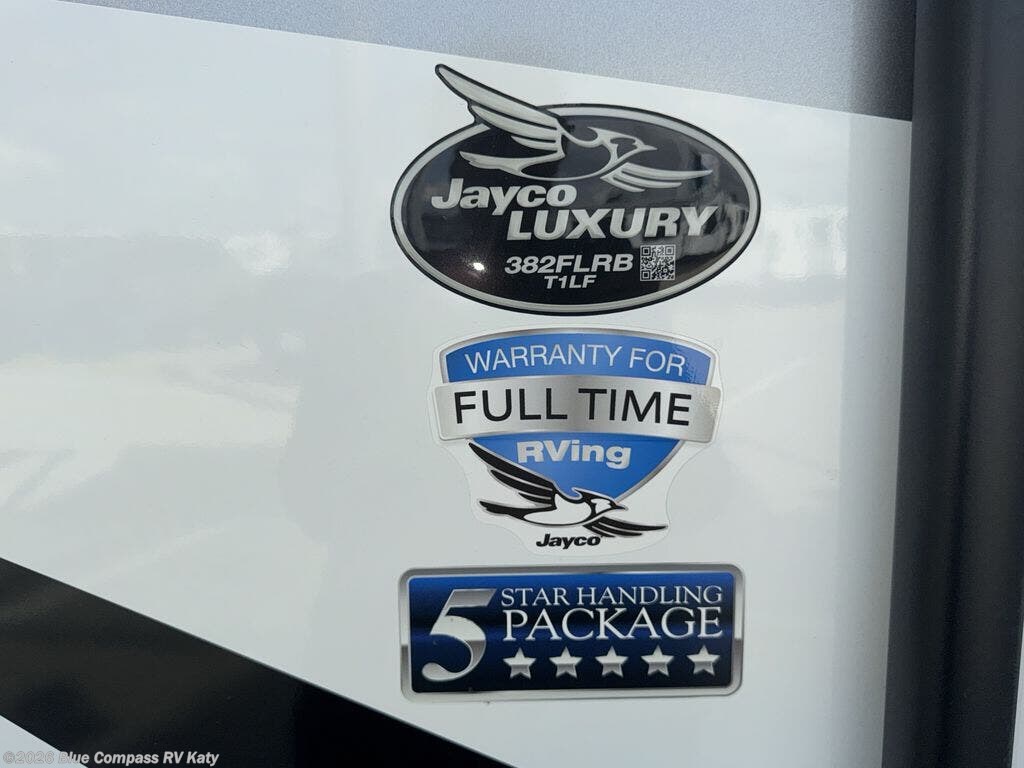 Jayco
LUXURY
382FLRB
T1LF
WARRANTY FOR
FULL TIME
RVing
Jayco
5 STAR HANDLING
PACKAGE
©2026 Blue Compass RV Katy